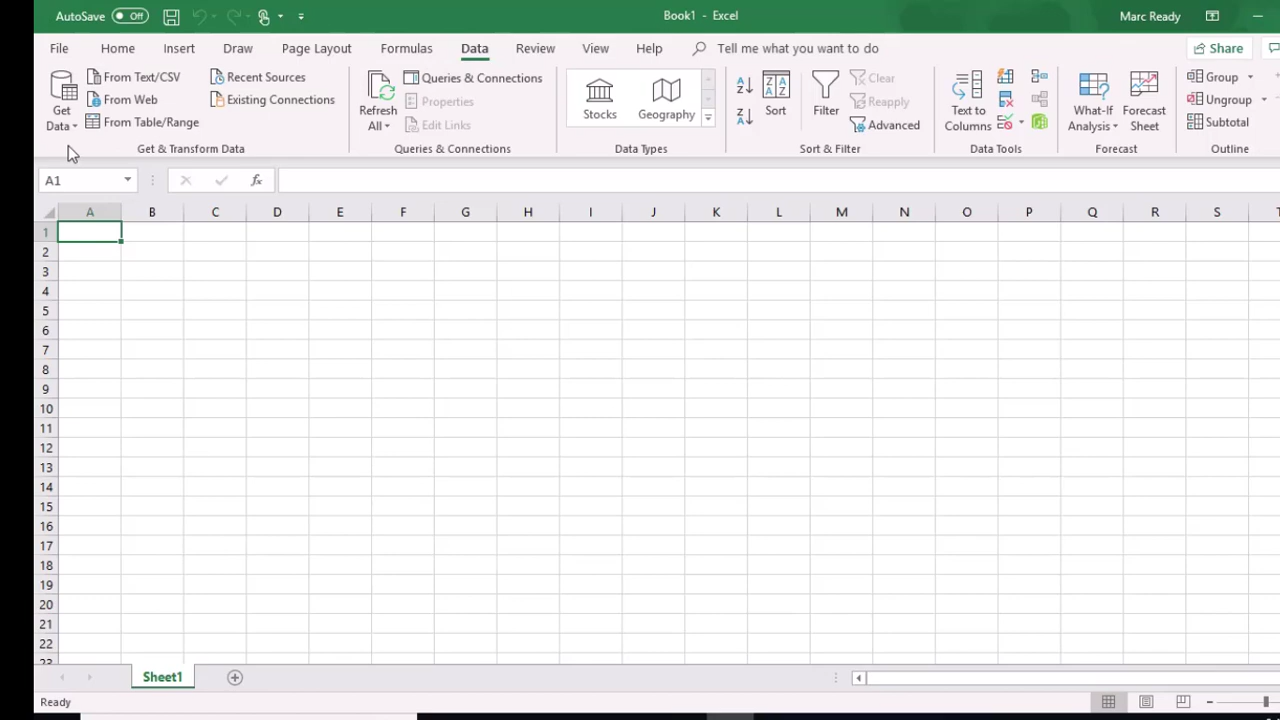 AutoSave Off Book1 - Excel Marc Ready
File Home Insert Draw Page Layout Formulas Data Review View Help Tell me what you want to do Share
Get Data
From Text/CSV
From Web
From Table/Range
Recent Sources
Existing Connections
Get & Transform Data
Refresh All
Queries & Connections
Properties
Edit Links
Queries & Connections
Stocks Geography
Data Types
Sort
Filter
Clear
Reapply
Advanced
Sort & Filter
Text to Columns
Data Tools
What-If Analysis
Forecast Sheet
Forecast
Group
Ungroup
Subtotal
Outline
A1 fx
A B C D E F G H I J K L M N O P Q R S
1
2
3
4
5
6
7
8
9
10
11
12
13
14
15
16
17
18
19
20
21
22
23
Sheet1
Ready